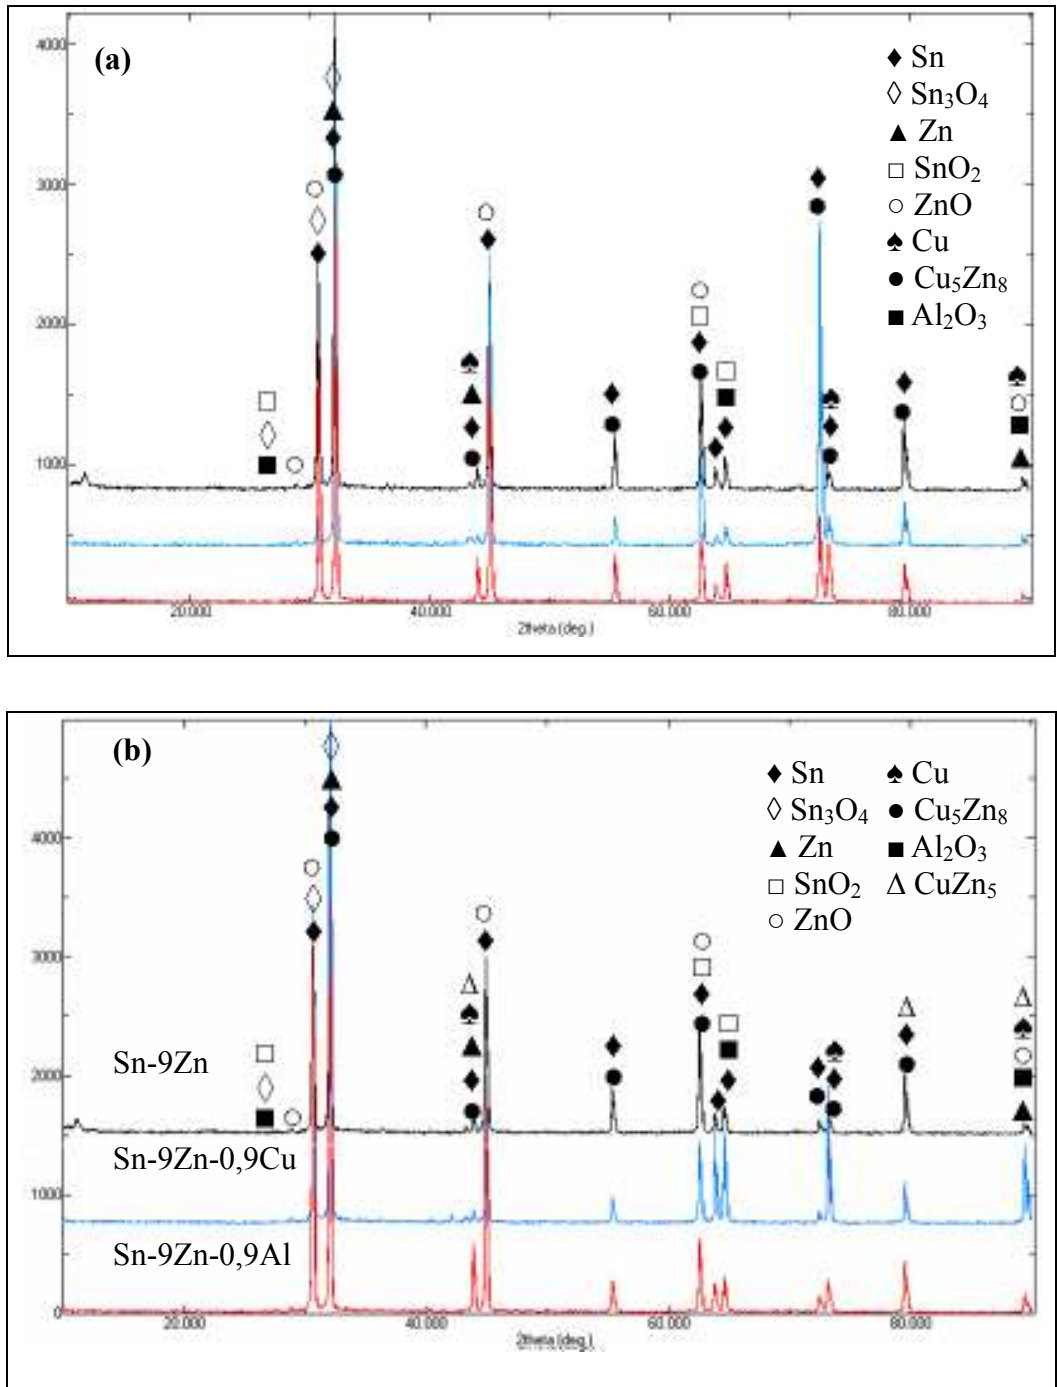 (a)
♦ Sn
◊ Sn₃O₄
▲ Zn
□ SnO₂
○ ZnO
♠ Cu
● Cu₅Zn₈
■ Al₂O₃
4000
3000
2000
1000
20.000 40.000 60.000 80.000
2theta (deg.)
(b)
♦ Sn ♠ Cu
◊ Sn₃O₄ ● Cu₅Zn₈
▲ Zn ■ Al₂O₃
□ SnO₂ Δ CuZn₅
○ ZnO
4000
3000
Sn-9Zn
2000
Sn-9Zn-0,9Cu
1000
Sn-9Zn-0,9Al
0
20.000 40.000 60.000 80.000
2theta (deg.)